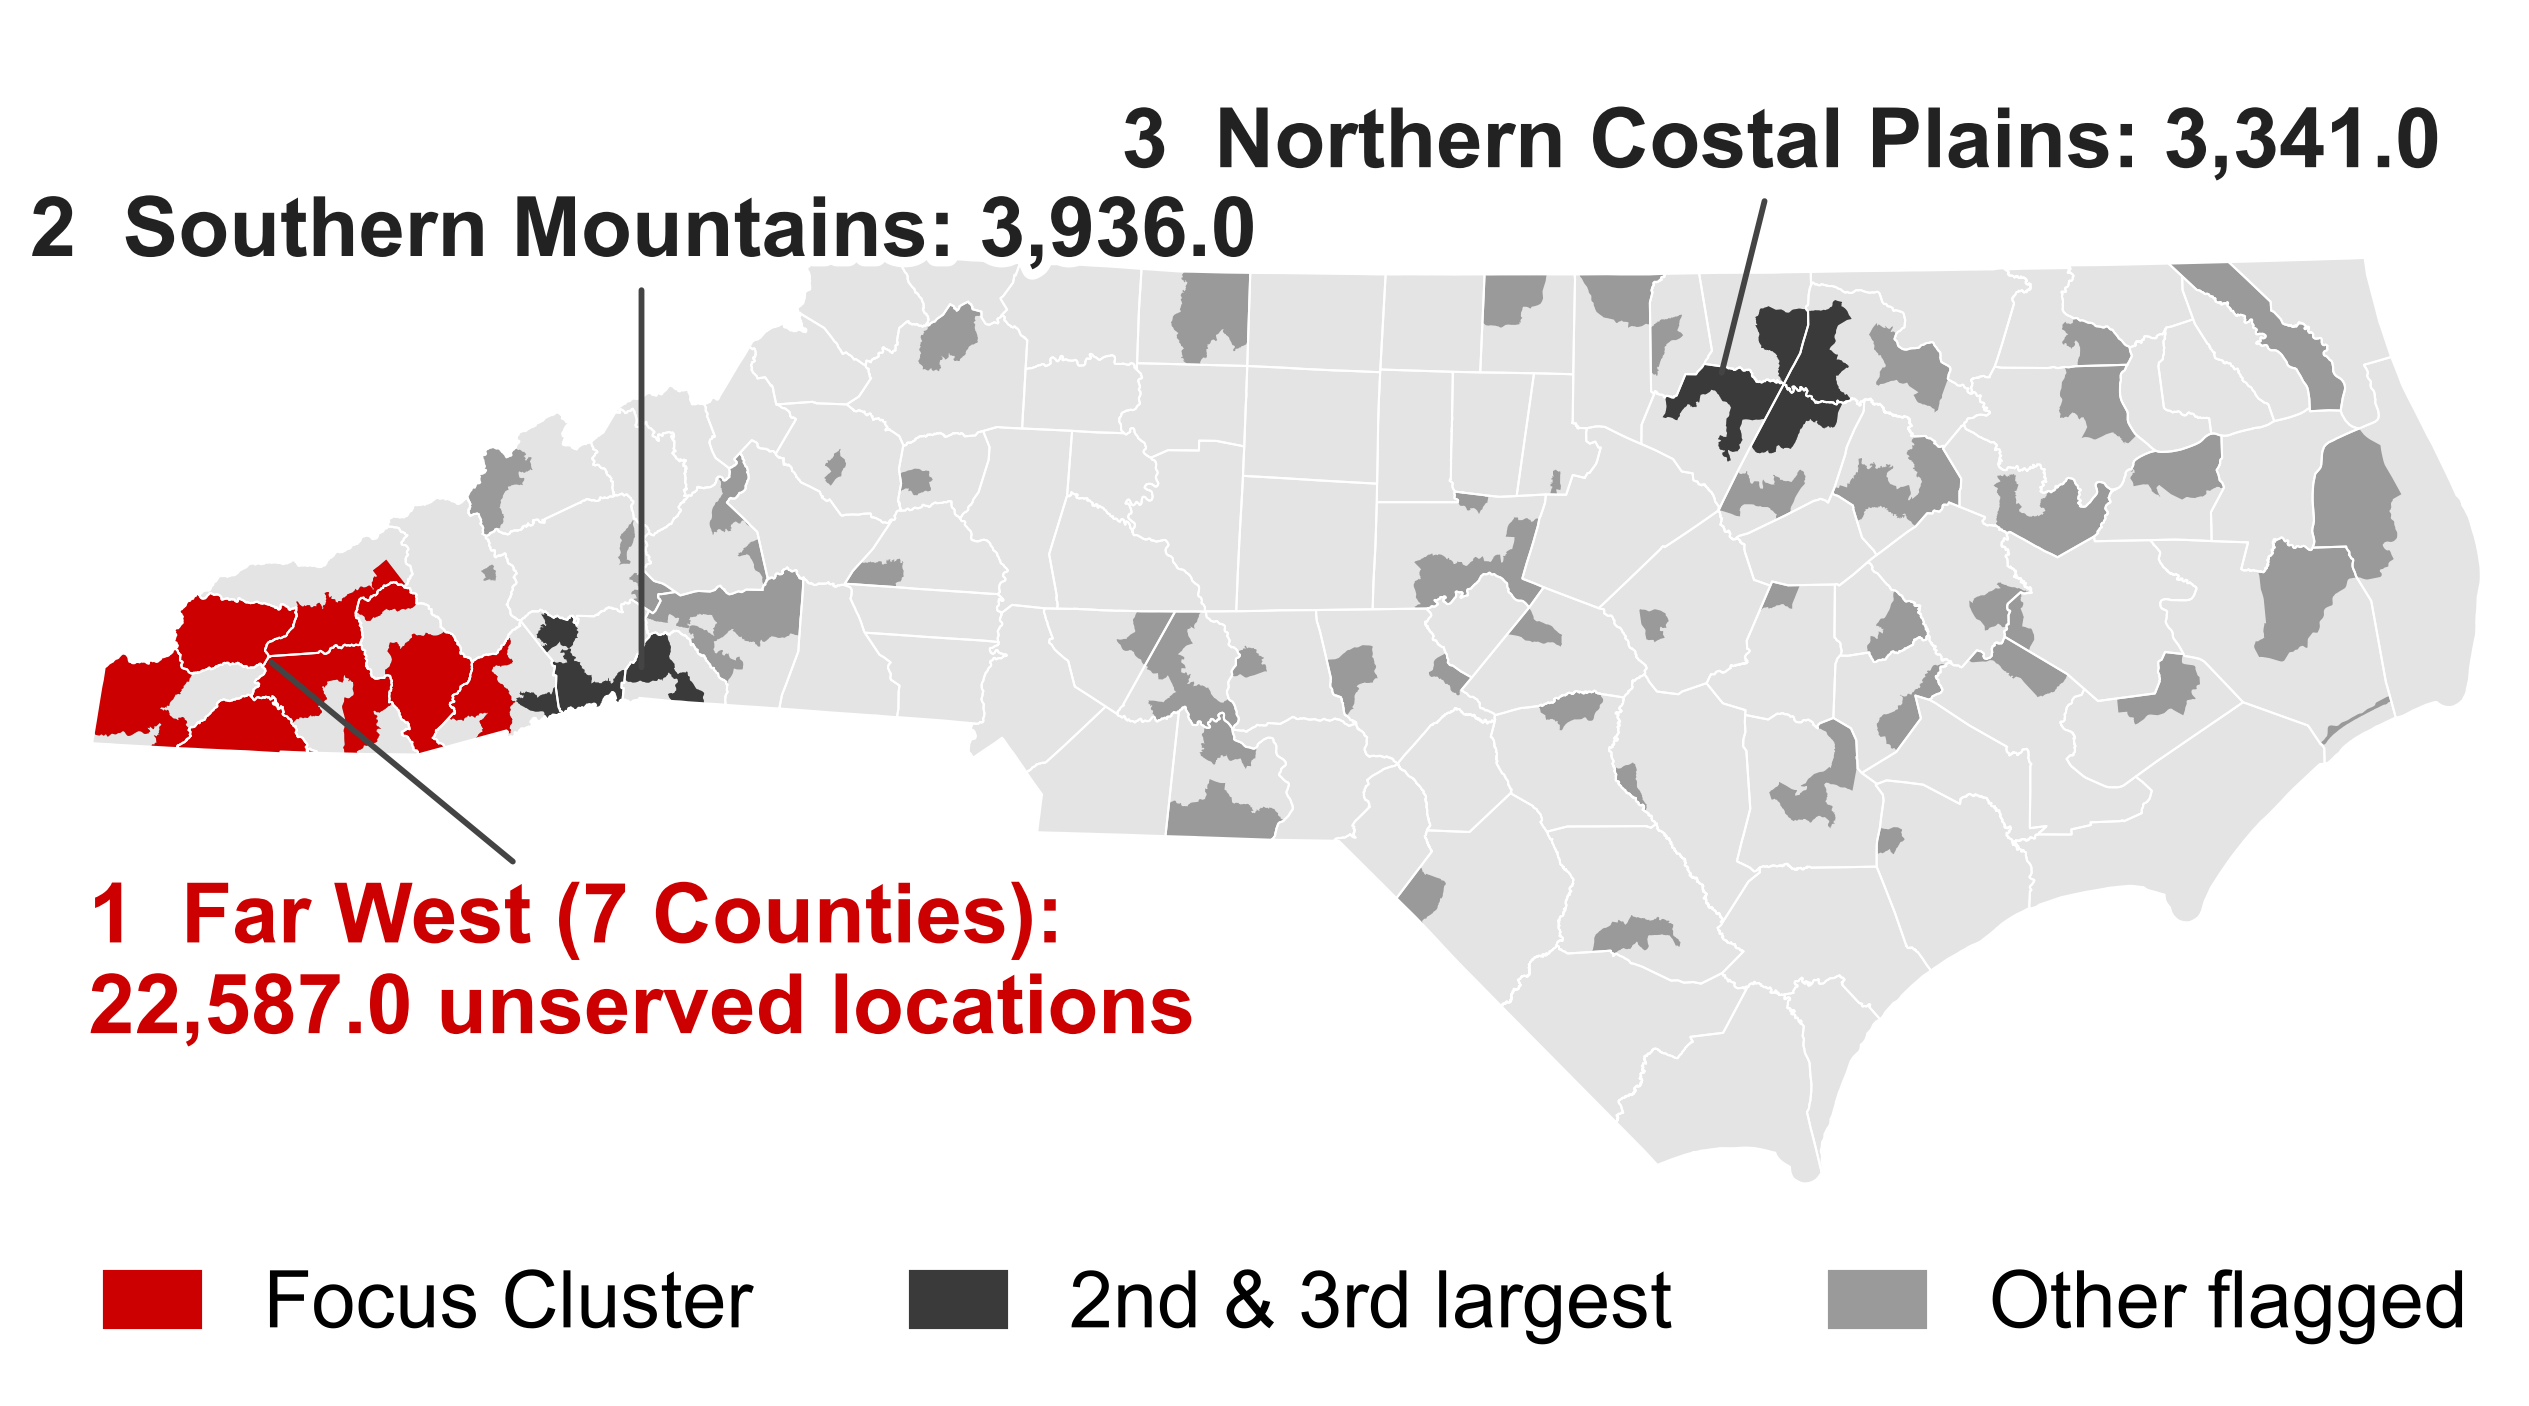 3  Northern Costal Plains: 3,341.0
2  Southern Mountains: 3,936.0
1  Far West (7 Counties):
22,587.0 unserved locations
Focus Cluster
2nd & 3rd largest
Other flagged